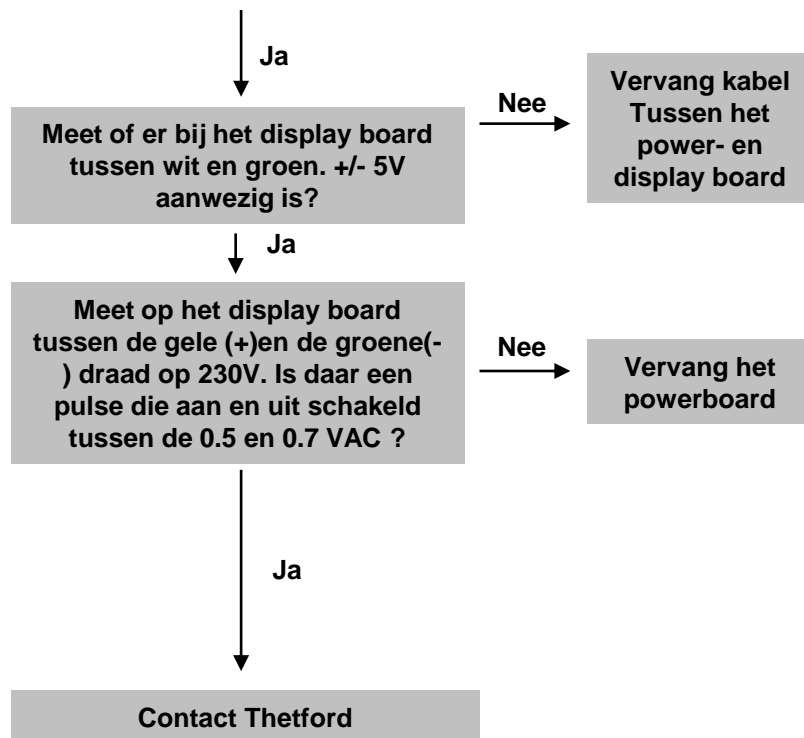 Ja
Meet of er bij het display board
tussen wit en groen. +/- 5V
aanwezig is?
Nee
Vervang kabel
Tussen het
power- en
display board
Ja
Meet op het display board
tussen de gele (+)en de groene(-
) draad op 230V. Is daar een
pulse die aan en uit schakeld
tussen de 0.5 en 0.7 VAC ?
Nee
Vervang het
powerboard
Ja
Contact Thetford